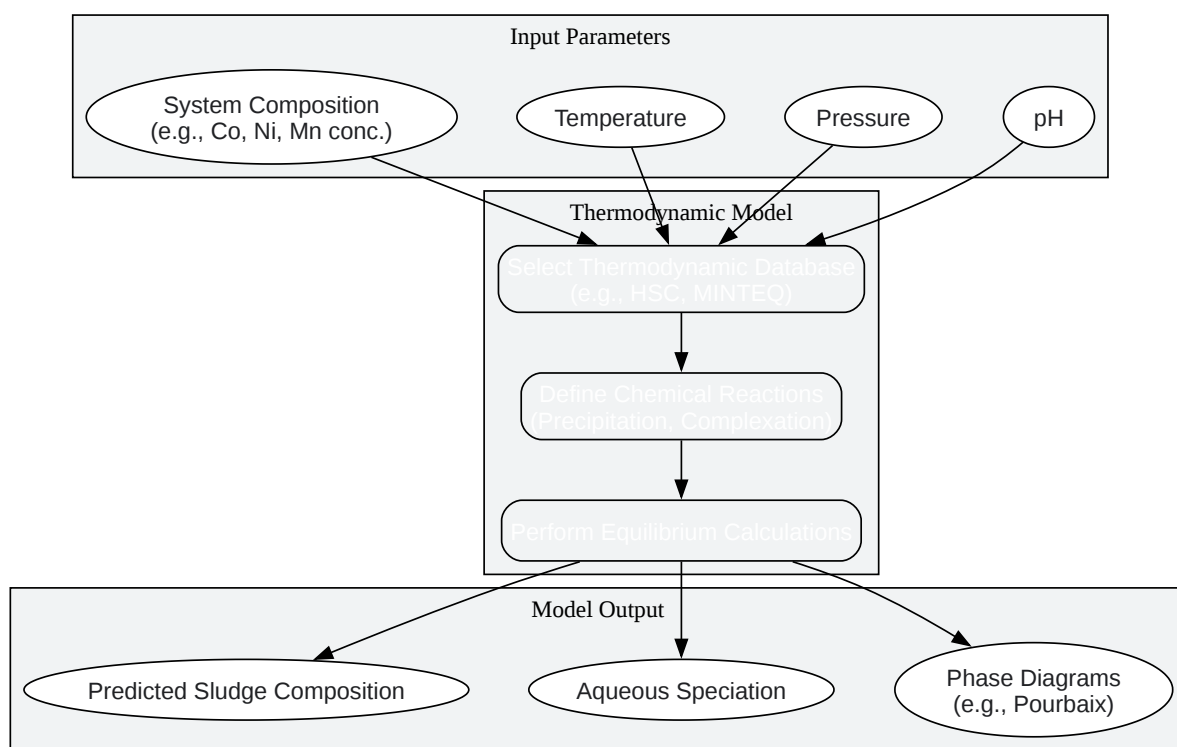 Input Parameters
System Composition
(e.g., Co, Ni, Mn conc.)
Temperature
Pressure
pH
Thermodynamic Model
Select Thermodynamic Database
(e.g., HSC, MINTEQ)
Define Chemical Reactions
(Precipitation, Complexation)
Perform Equilibrium Calculations
Model Output
Predicted Sludge Composition
Aqueous Speciation
Phase Diagrams
(e.g., Pourbaix)